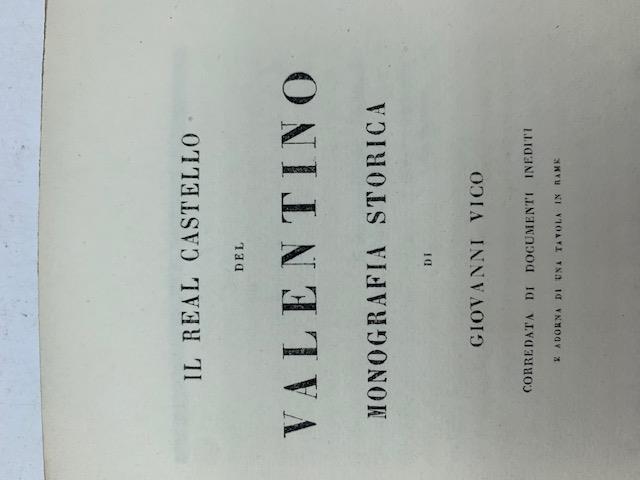 IL REAL CASTELLO
DEL
VALENTINO
MONOGRAFIA STORICA
DI
GIOVANNI VICO
CORREDATA DI DOCUMENTI INEDITI
E ADORNA DI UNA TAVOLA IN RAME